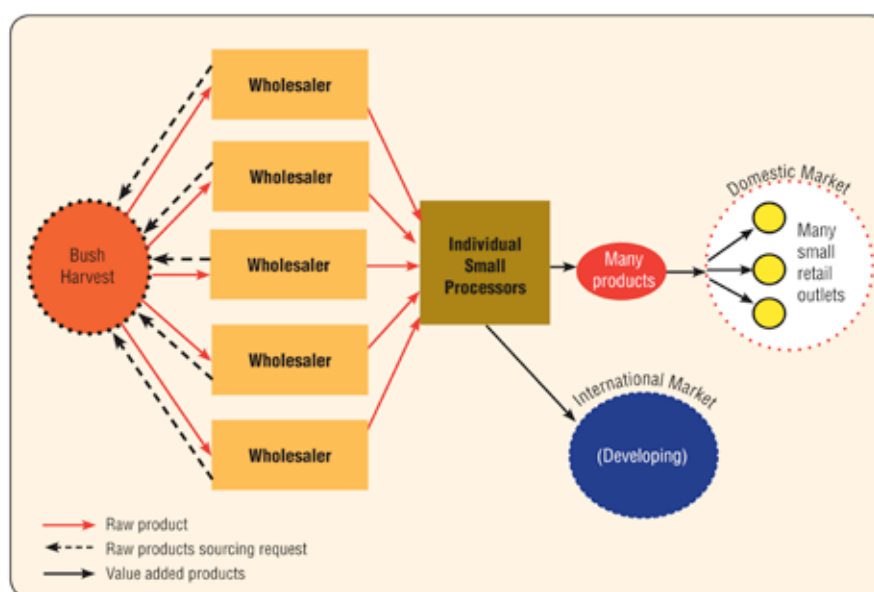 Wholesaler
Wholesaler
Wholesaler
Wholesaler
Wholesaler
Bush
Harvest
Individual
Small
Processors
Many
products
Domestic Market
Many
small
retail
outlets
International Market
(Developing)
Raw product
Raw products sourcing request
Value added products